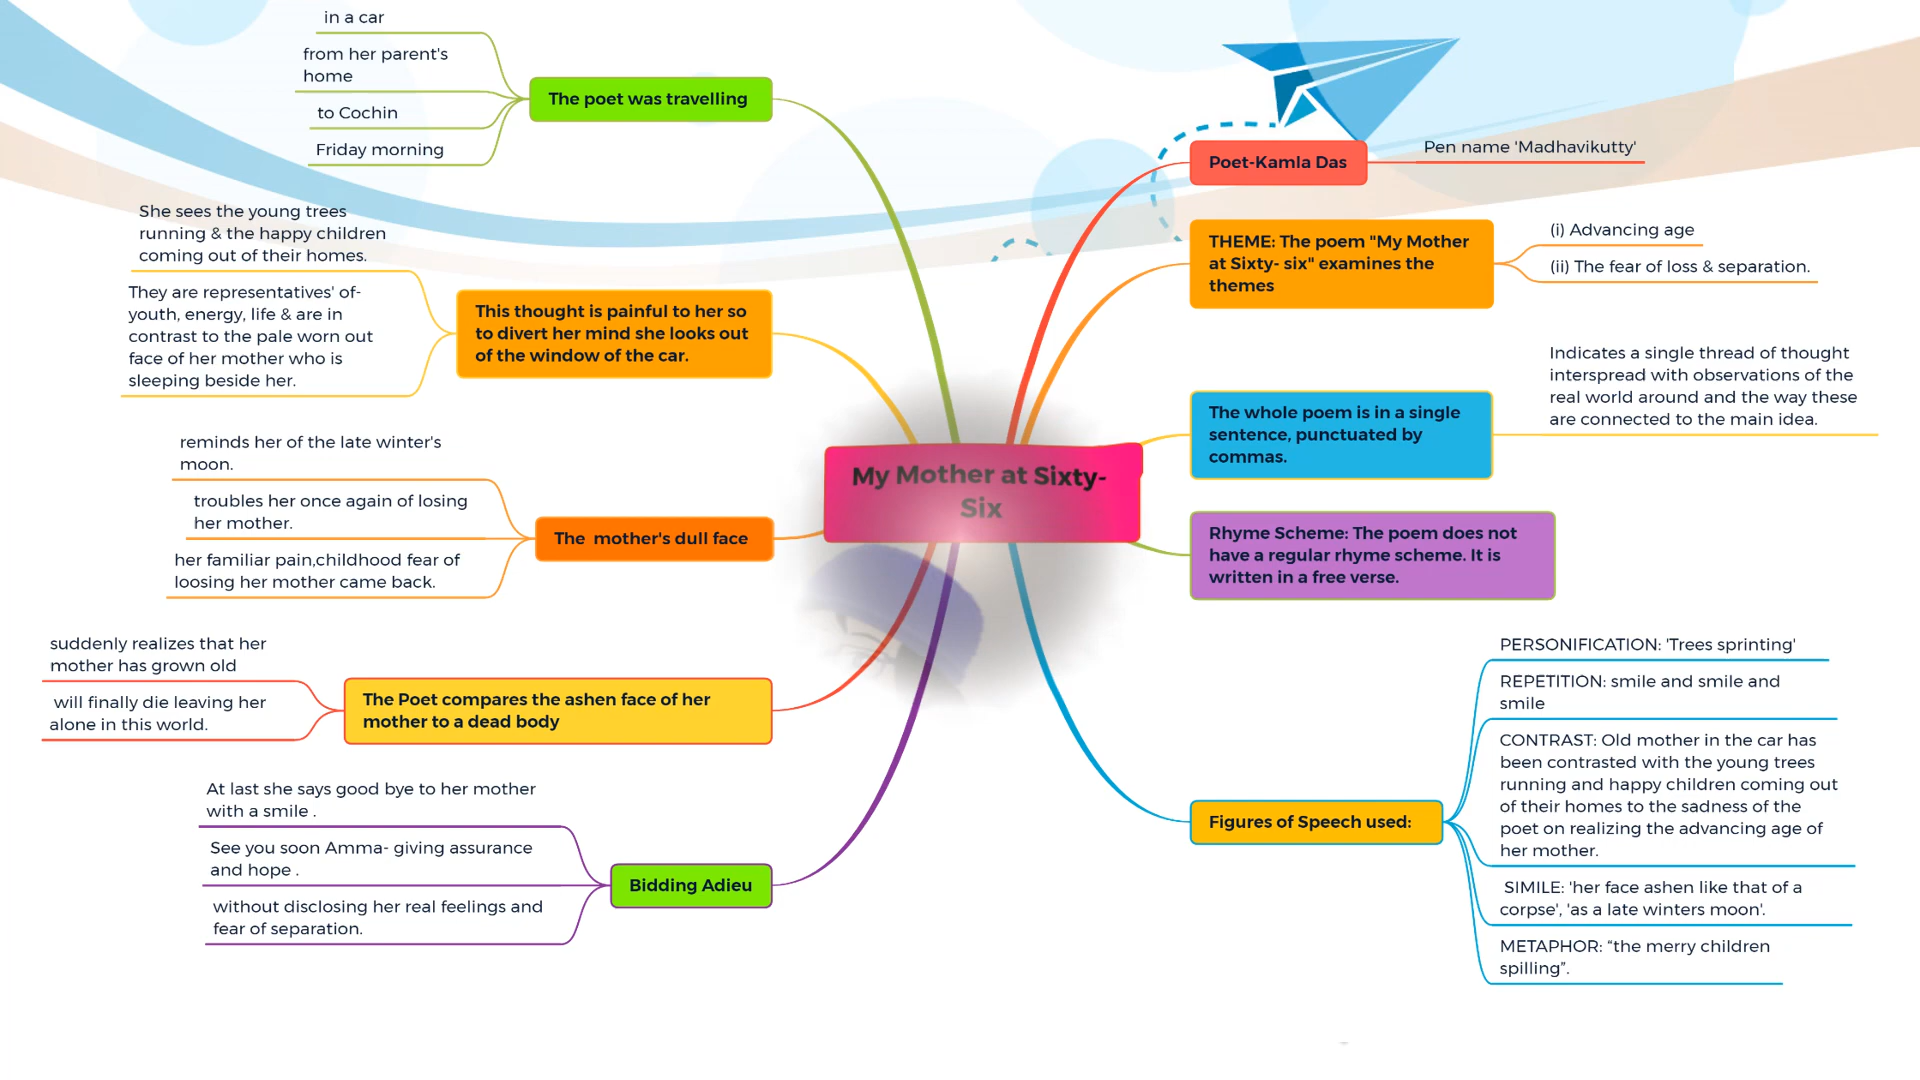 My Mother at Sixty-
Six
The poet was travelling
in a car
from her parent's
home
to Cochin
Friday morning
This thought is painful to her so
to divert her mind she looks out
of the window of the car.
She sees the young trees
running & the happy children
coming out of their homes.
They are representatives' of-
youth, energy, life & are in
contrast to the pale worn out
face of her mother who is
sleeping beside her.
The mother's dull face
reminds her of the late winter's
moon.
troubles her once again of losing
her mother.
her familiar pain,childhood fear of
loosing her mother came back.
The Poet compares the ashen face of her
mother to a dead body
suddenly realizes that her
mother has grown old
will finally die leaving her
alone in this world.
Bidding Adieu
At last she says good bye to her mother
with a smile .
See you soon Amma- giving assurance
and hope .
without disclosing her real feelings and
fear of separation.
Poet-Kamla Das
Pen name 'Madhavikutty'
THEME: The poem "My Mother
at Sixty- six" examines the
themes
(i) Advancing age
(ii) The fear of loss & separation.
The whole poem is in a single
sentence, punctuated by
commas.
Indicates a single thread of thought
interspread with observations of the
real world around and the way these
are connected to the main idea.
Rhyme Scheme: The poem does not
have a regular rhyme scheme. It is
written in a free verse.
Figures of Speech used:
PERSONIFICATION: 'Trees sprinting'
REPETITION: smile and smile and
smile
CONTRAST: Old mother in the car has
been contrasted with the young trees
running and happy children coming out
of their homes to the sadness of the
poet on realizing the advancing age of
her mother.
SIMILE: 'her face ashen like that of a
corpse', 'as a late winters moon'.
METAPHOR: “the merry children
spilling”.